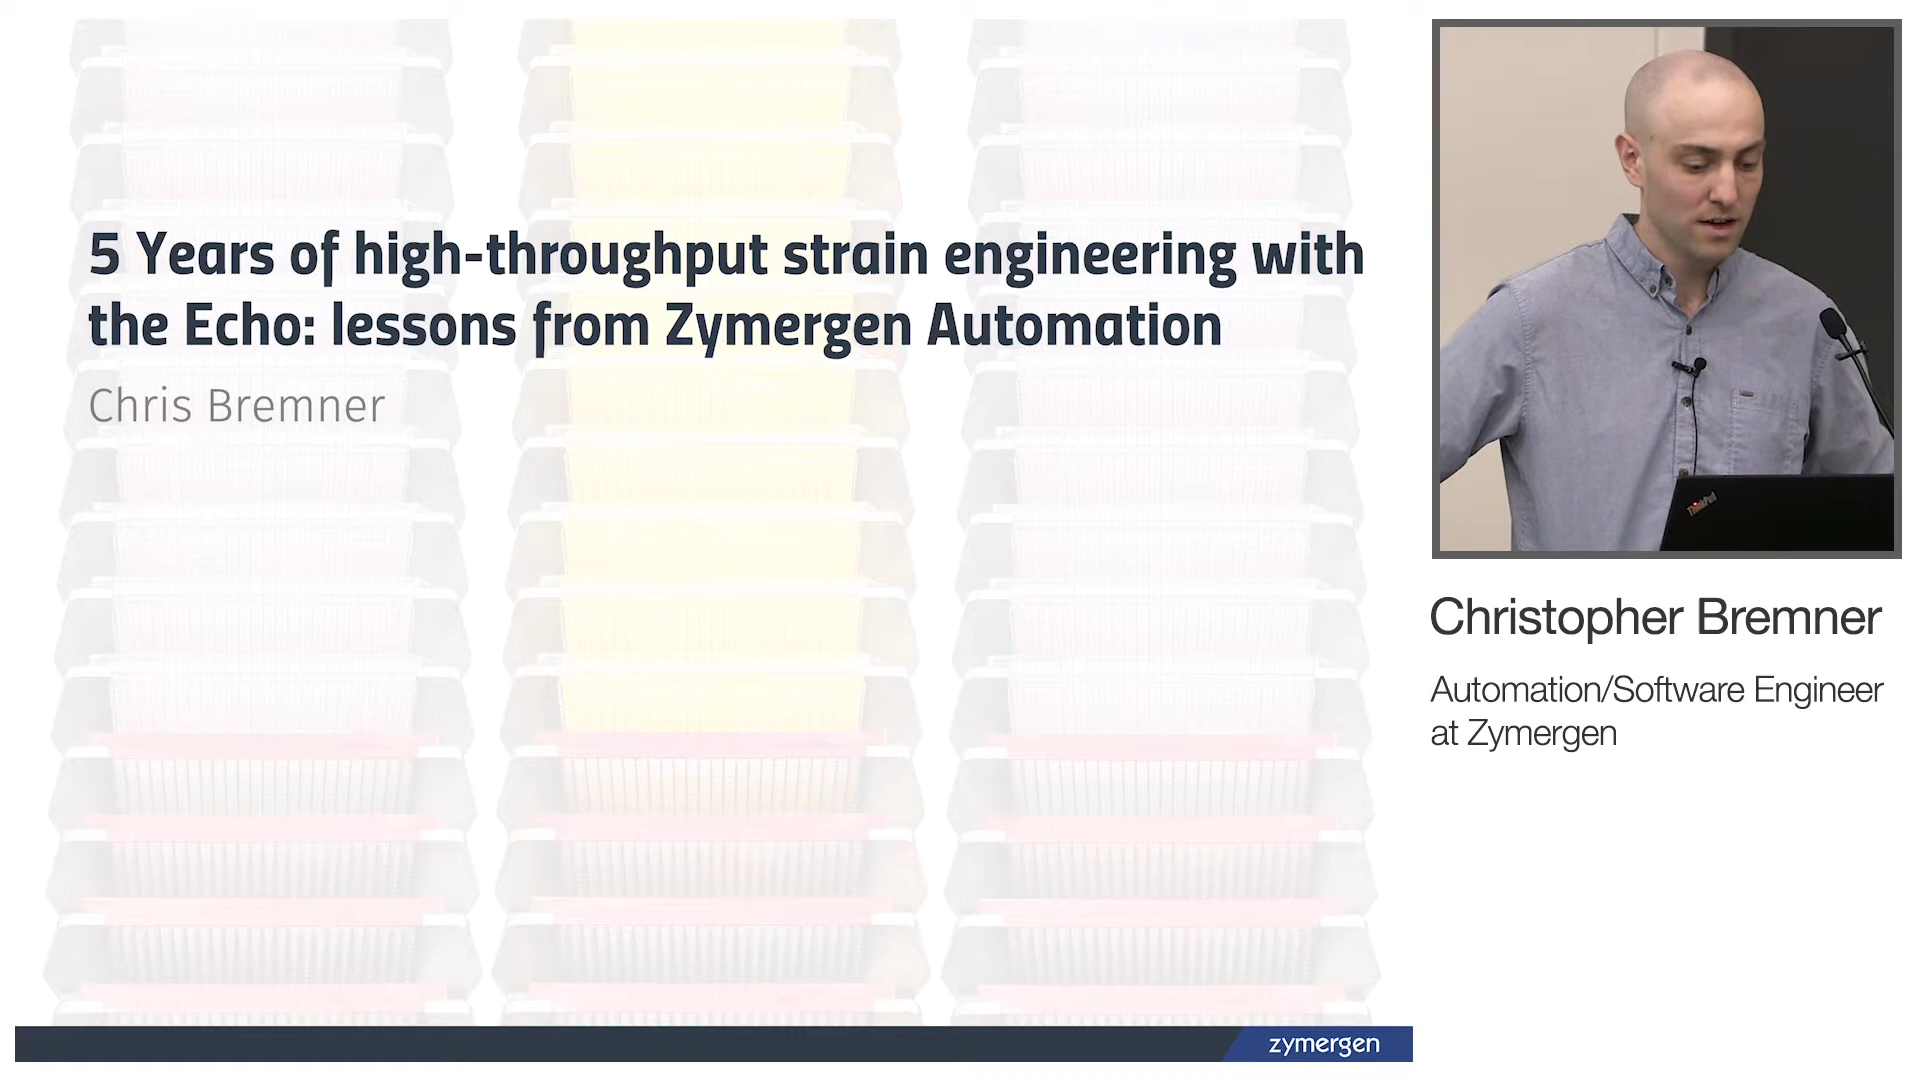 5 Years of high-throughput strain engineering with
the Echo: lessons from Zymergen Automation
Chris Bremner
zymergen
ThinkPad
Christopher Bremner
Automation/Software Engineer
at Zymergen